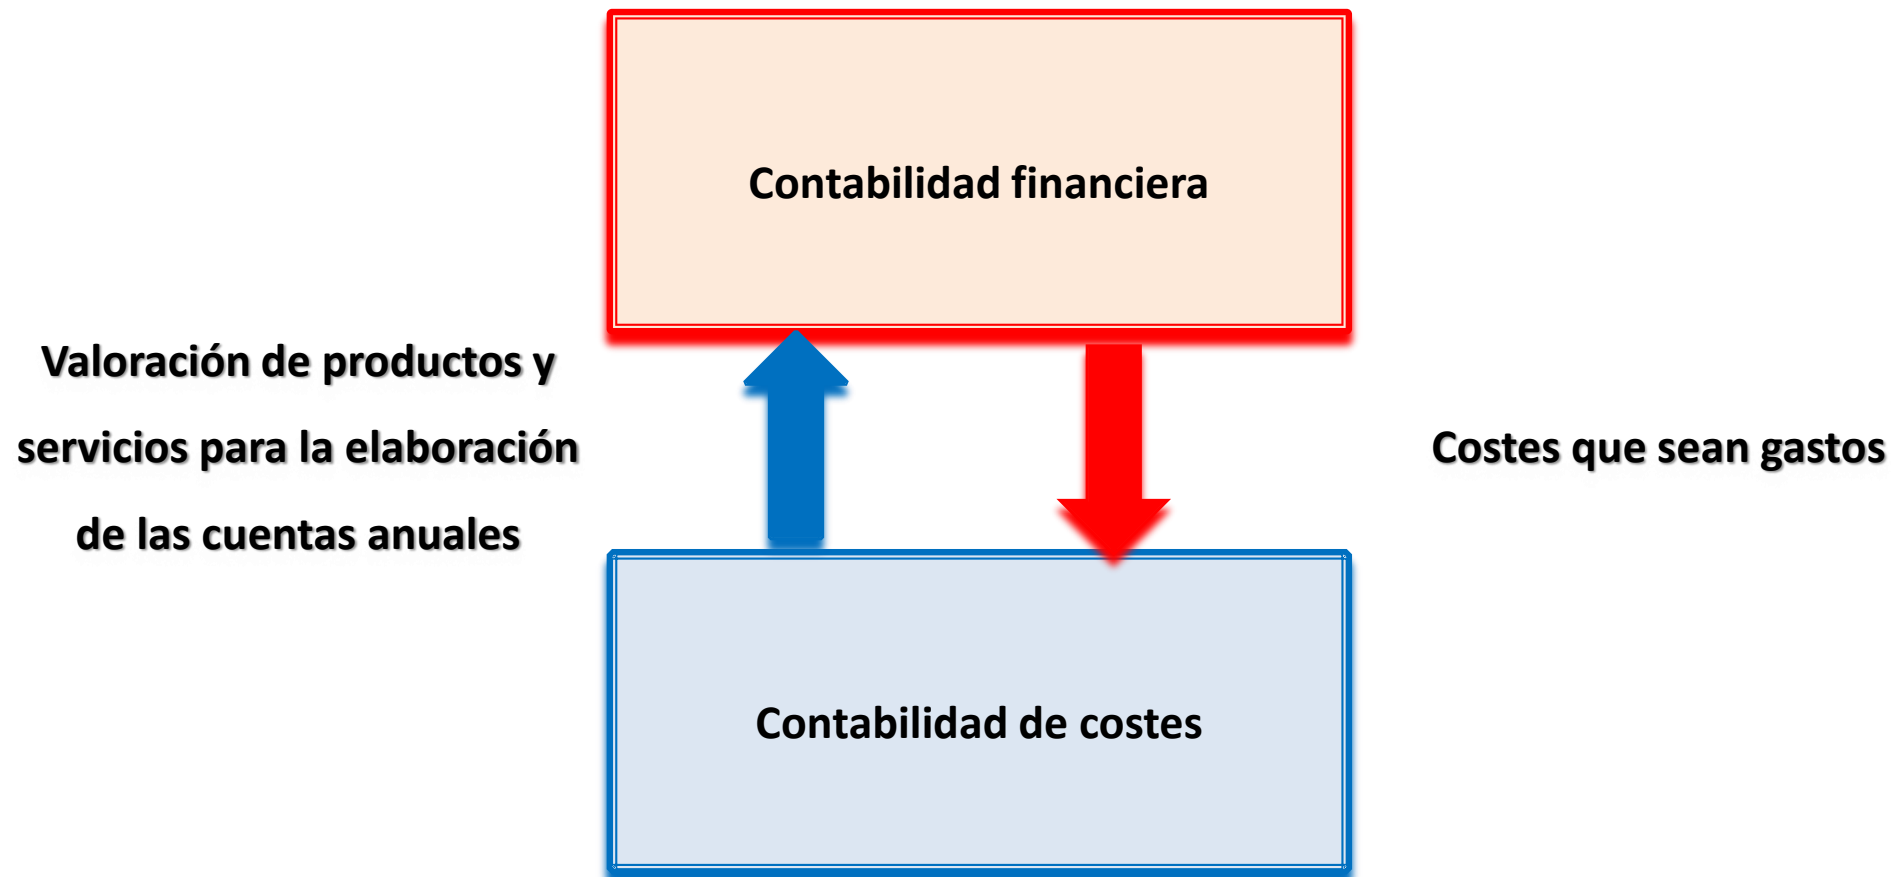 Contabilidad financiera
Valoración de productos y
servicios para la elaboración
de las cuentas anuales
Costes que sean gastos
Contabilidad de costes